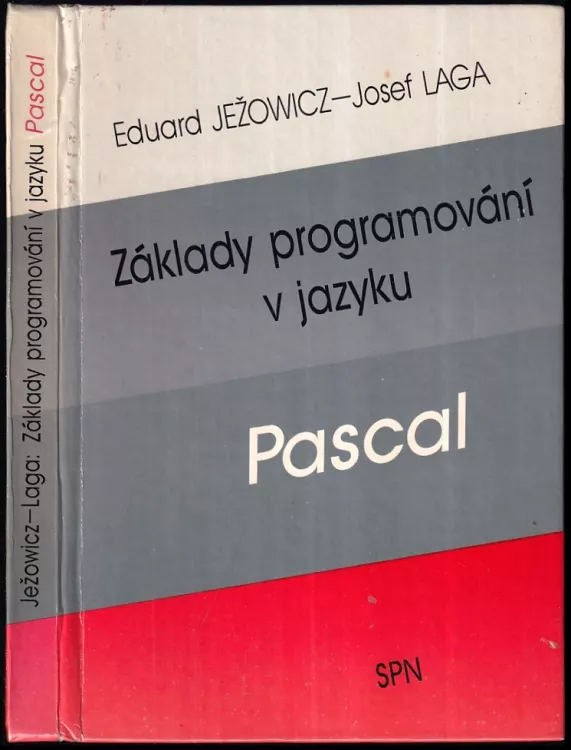 Eduard JEŽOWICZ–Josef LAGA
Základy programování
v jazyku
Pascal
SPN
Ježowicz–Laga: Základy programování v jazyku Pascal